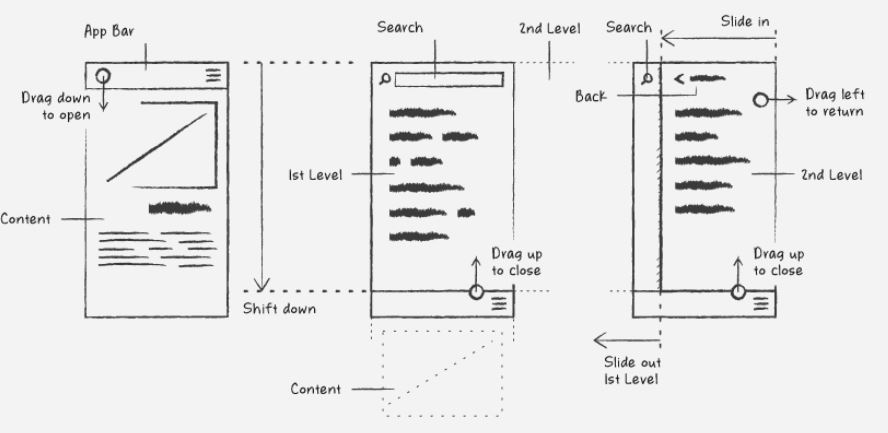 App Bar
Drag down
to open
Content
Shift down
Search
1st Level
2nd Level
Drag up
to close
Content
Search
Slide in
Back
Drag left
to return
2nd Level
Drag up
to close
Slide out
1st Level